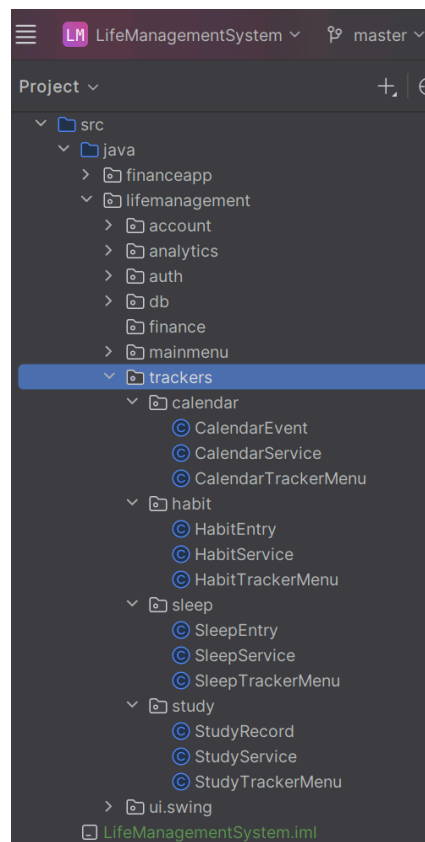 LM LifeManagementSystem master
Project
src
java
financeapp
lifemanagement
account
analytics
auth
db
finance
mainmenu
trackers
calendar
CalendarEvent
CalendarService
CalendarTrackerMenu
habit
HabitEntry
HabitService
HabitTrackerMenu
sleep
SleepEntry
SleepService
SleepTrackerMenu
study
StudyRecord
StudyService
StudyTrackerMenu
ui.swing
LifeManagementSystem.iml